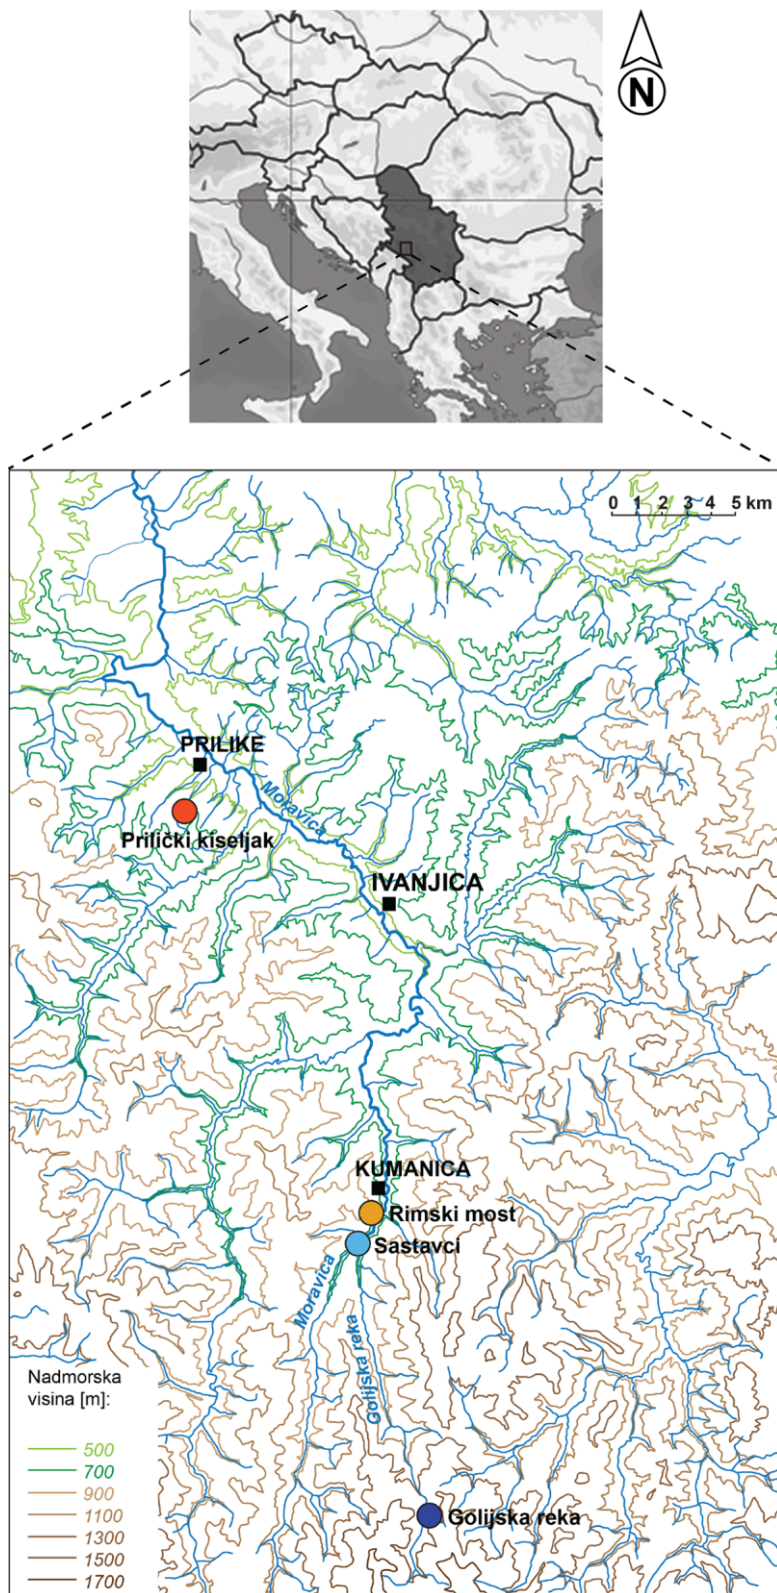 N
0 1 2 3 4 5 km
PRILIKE
Moravica
Prilički kiseljak
IVANJICA
KUMANICA
Rimski most
Sastavci
Moravica
Golijska reka
Nadmorska
visina [m]:
500
700
900
1100
1300
1500
1700
Golijska reka